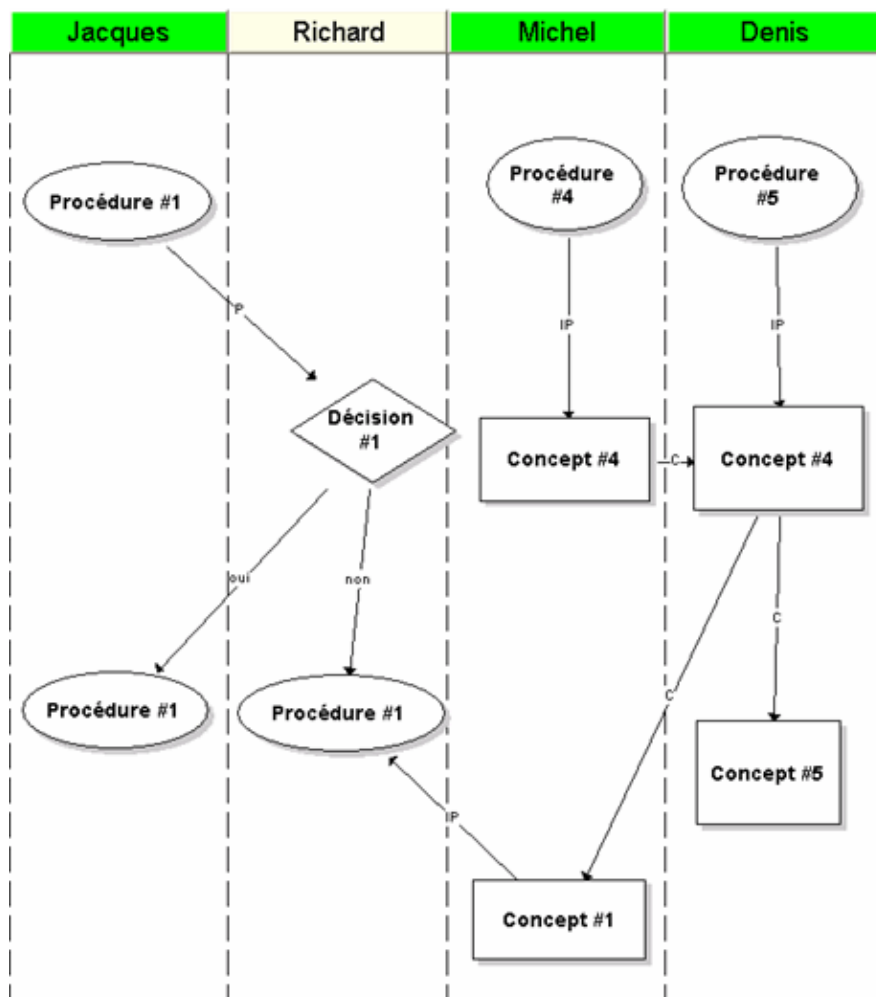 Jacques
Richard
Michel
Denis
Procédure #1
Procédure
#4
Procédure
#5
P
IP
IP
Décision
#1
Concept #4
C
Concept #4
oui
non
C
C
Procédure #1
Procédure #1
Concept #5
IP
Concept #1